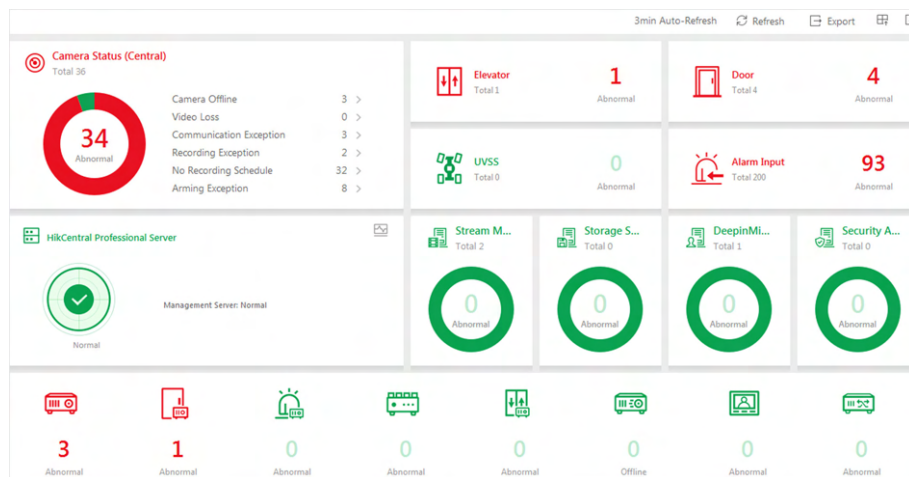 3min Auto-Refresh Refresh Export
Camera Status (Central)
Total 36
34
Abnormal
Camera Offline 3 >
Video Loss 0 >
Communication Exception 3 >
Recording Exception 2 >
No Recording Schedule 32 >
Arming Exception 8 >
Elevator
Total 1
1
Abnormal
Door
Total 4
4
Abnormal
UVSS
Total 0
0
Abnormal
Alarm Input
Total 200
93
Abnormal
HikCentral Professional Server
Normal
Management Server: Normal
Stream M...
Total 2
0
Abnormal
Storage S...
Total 0
0
Abnormal
DeepinMi...
Total 1
0
Abnormal
Security A...
Total 0
0
Abnormal
3 1 0 0 0 0 0 0
Abnormal Abnormal Abnormal Abnormal Abnormal Offline Abnormal Abnormal